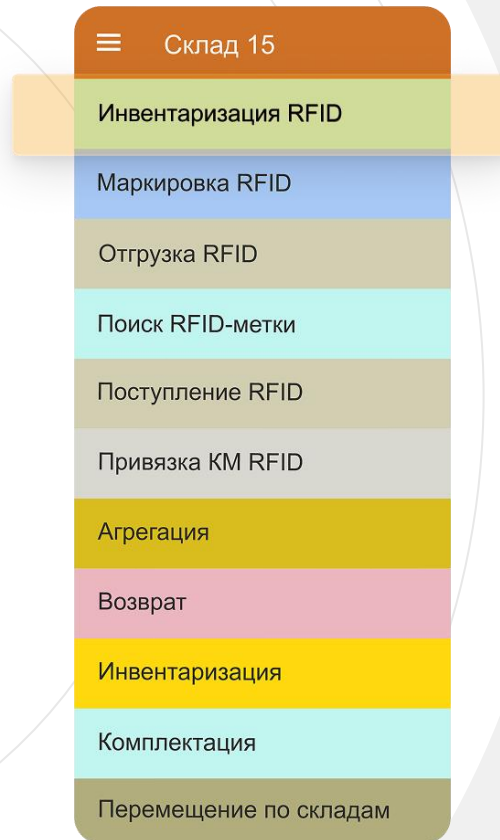 Склад 15
Инвентаризация RFID
Маркировка RFID
Отгрузка RFID
Поиск RFID-метки
Поступление RFID
Привязка КМ RFID
Агрегация
Возврат
Инвентаризация
Комплектация
Перемещение по складам